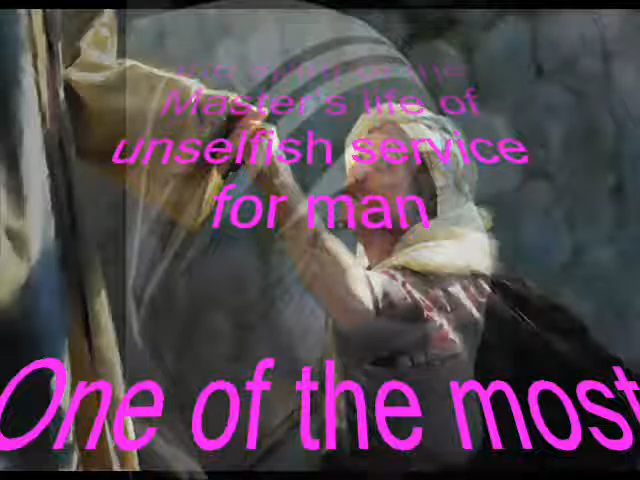 Master's life of
unselfish service
for man
One of the most